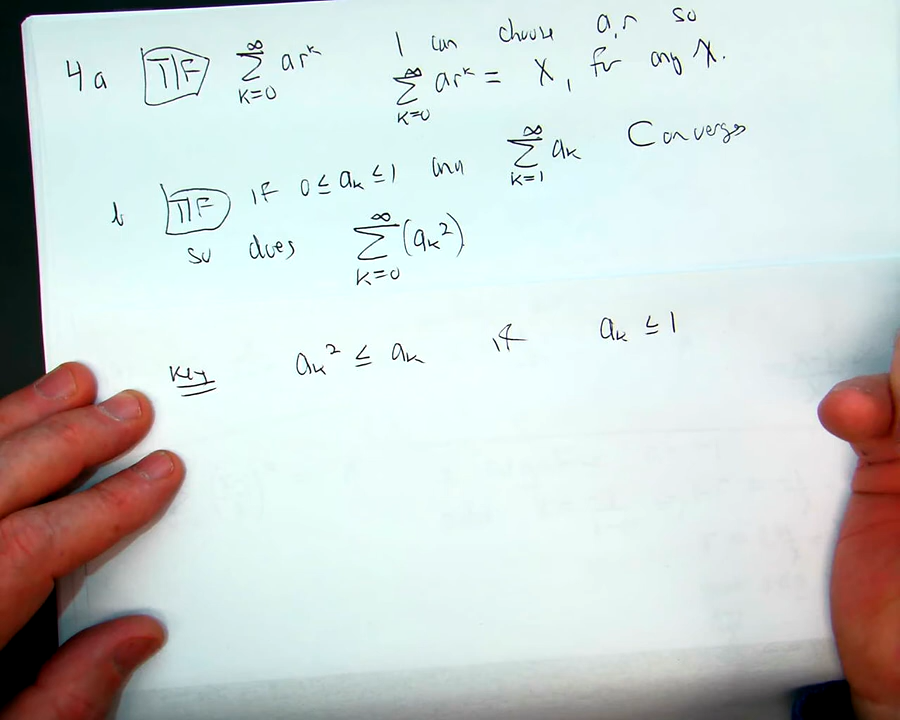 4a T/F ∞ Σ K=0 ar^k I can choose a,r so
∞ Σ K=0 ar^k = X, for any X.
b T/F if 0 ≤ a_k ≤ 1 and ∞ Σ K=1 a_k Converges
so does ∞ Σ K=0 (a_k^2)
Key a_k^2 ≤ a_k if a_k ≤ 1